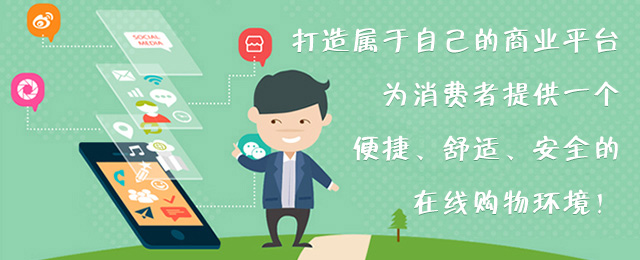 SOCIAL
MEDIA
打造属于自己的商业平台
为消费者提供一个
便捷、舒适、安全的
在线购物环境！